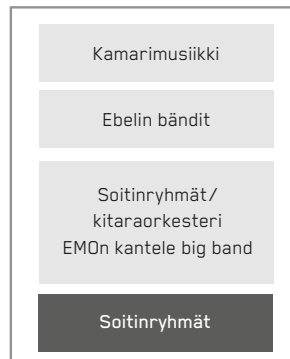 Kamarimusiikki
Ebelin bändit
Soitinryhmät/
kitaraorkesteri
EMOn kantele big band
Soitinryhmät